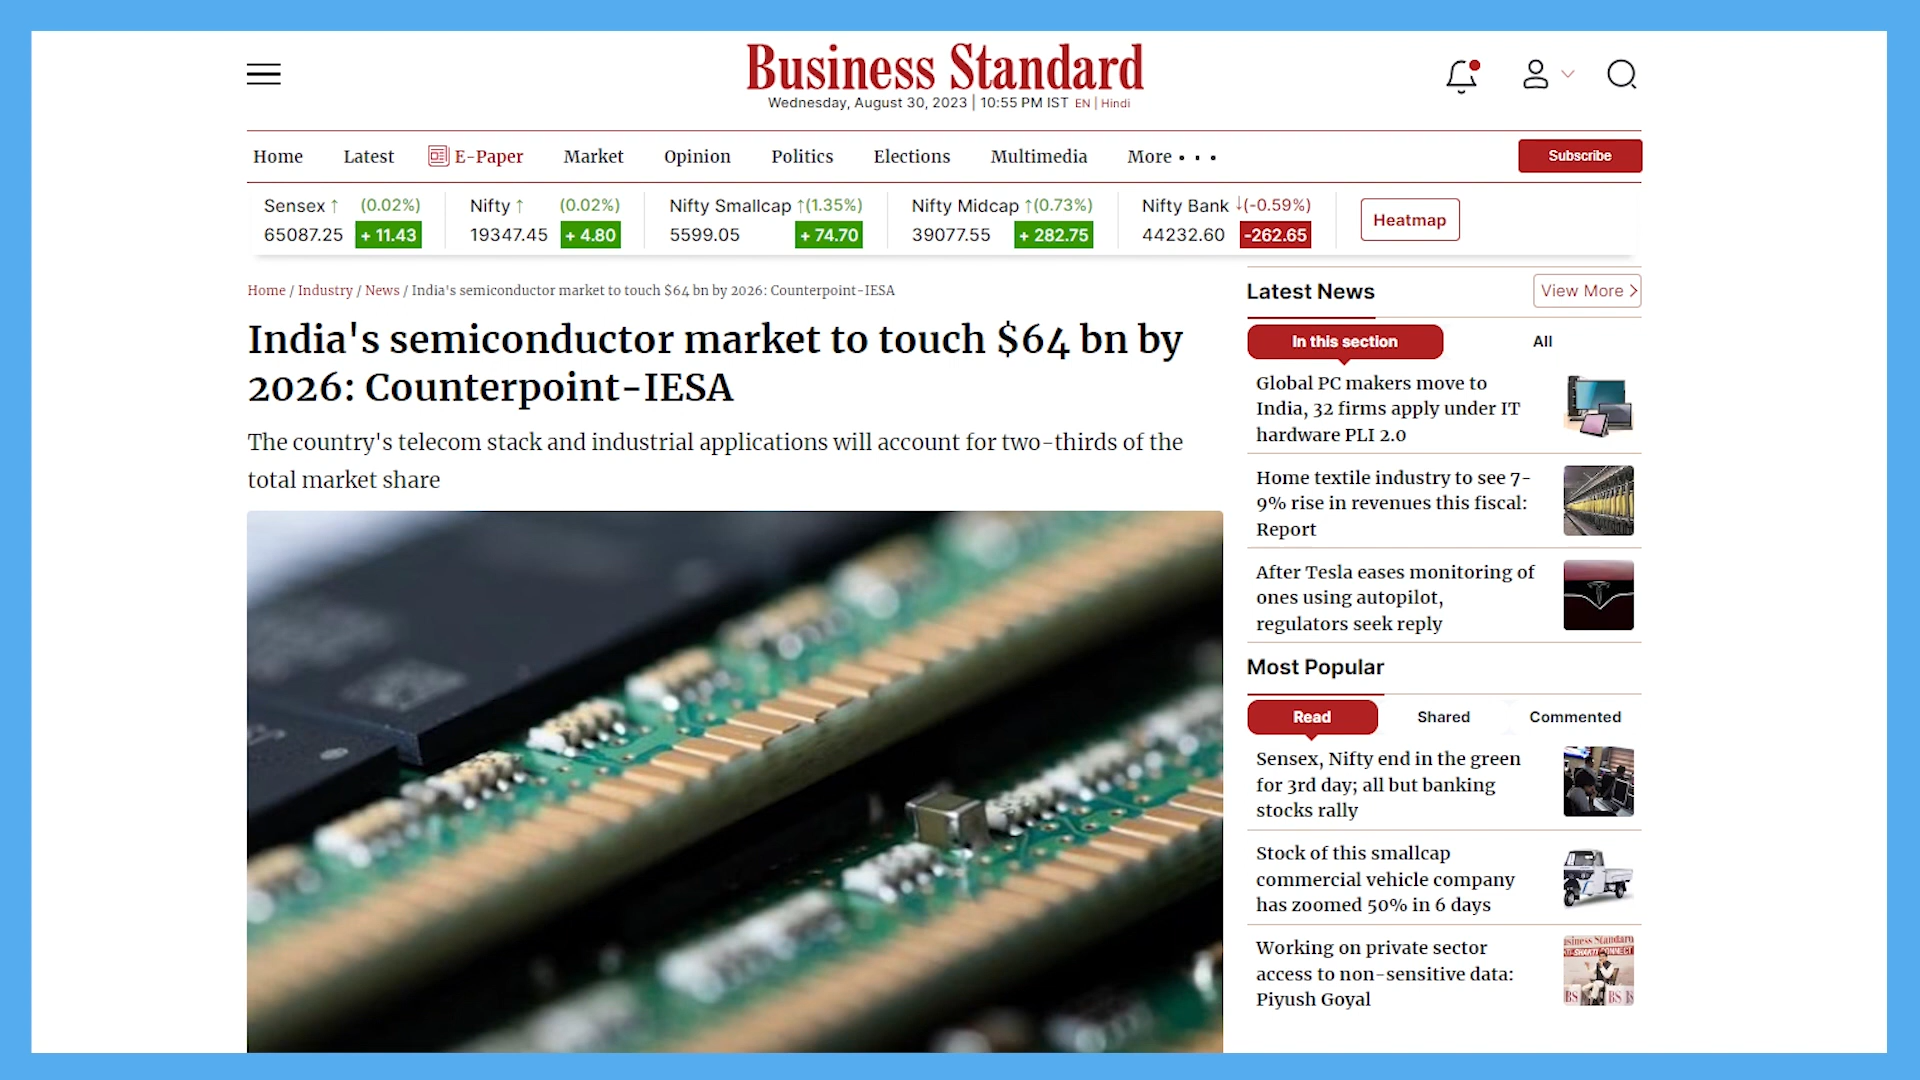 Business Standard
Wednesday, August 30, 2023 | 10:55 PM IST EN | Hindi
Home Latest E-Paper Market Opinion Politics Elections Multimedia More • • •
Subscribe
Sensex ↑ (0.02%)
65087.25 + 11.43
Nifty ↑ (0.02%)
19347.45 + 4.80
Nifty Smallcap ↑(1.35%)
5599.05 + 74.70
Nifty Midcap ↑(0.73%)
39077.55 + 282.75
Nifty Bank ↓(-0.59%)
44232.60 -262.65
Heatmap
Home / Industry / News / India's semiconductor market to touch $64 bn by 2026: Counterpoint-IESA
India's semiconductor market to touch $64 bn by
2026: Counterpoint-IESA
The country's telecom stack and industrial applications will account for two-thirds of the
total market share
Latest News
View More >
In this section All
Global PC makers move to
India, 32 firms apply under IT
hardware PLI 2.0
Home textile industry to see 7-
9% rise in revenues this fiscal:
Report
After Tesla eases monitoring of
ones using autopilot,
regulators seek reply
Most Popular
Read Shared Commented
Sensex, Nifty end in the green
for 3rd day; all but banking
stocks rally
Stock of this smallcap
commercial vehicle company
has zoomed 50% in 6 days
Working on private sector
access to non-sensitive data:
Piyush Goyal